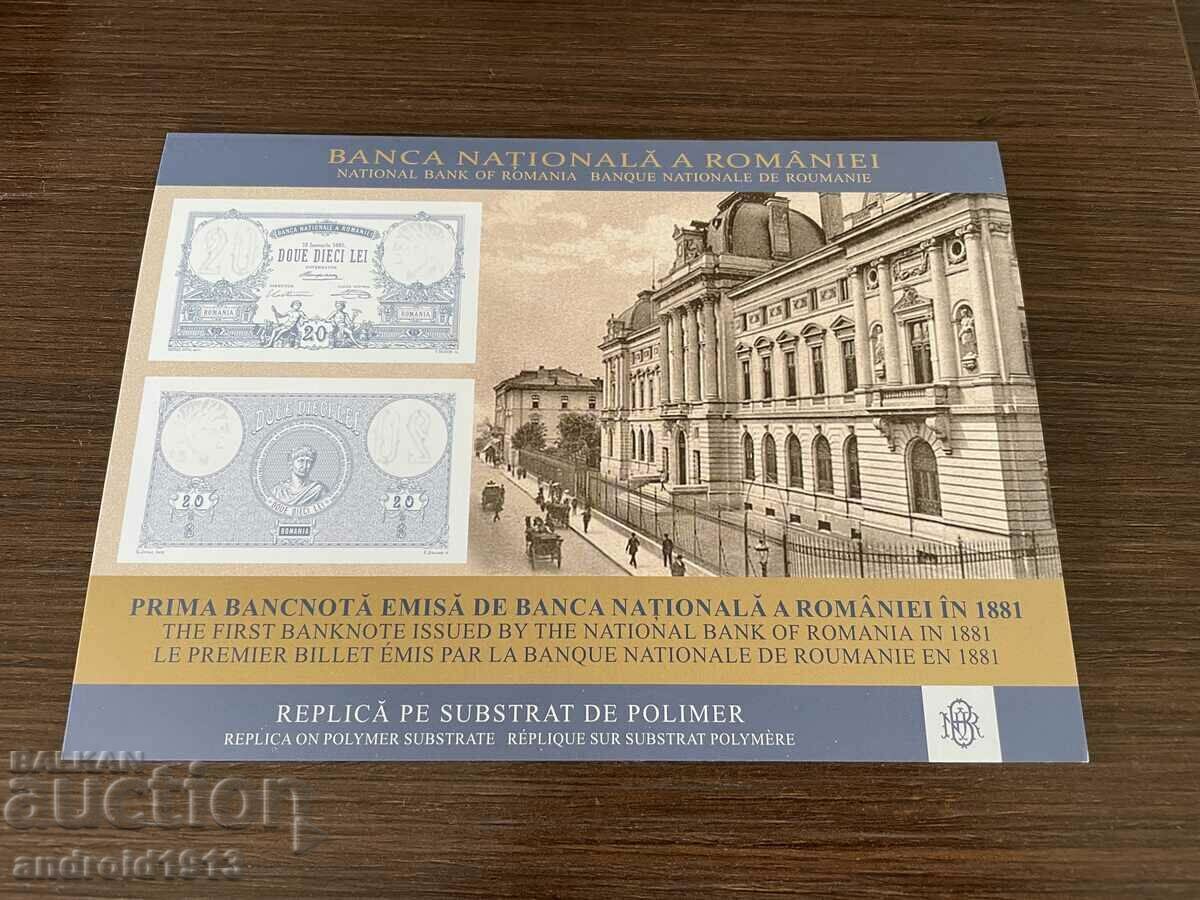 BANCA NAȚIONALĂ A ROMÂNIEI
NATIONAL BANK OF ROMANIA BANQUE NATIONALE DE ROUMANIE
20
BANCA NATIONALE A ROMANIEI
DOUE DIECI LEI
ROMANIA
20
ROMANIA
DOUE DIECI LEI
20
20
20
DOUE DIECI LEI
ROMANIA
PRIMA BANCNOTĂ EMISĂ DE BANCA NAȚIONALĂ A ROMÂNIEI ÎN 1881
THE FIRST BANKNOTE ISSUED BY THE NATIONAL BANK OF ROMANIA IN 1881
LE PREMIER BILLET ÉMIS PAR LA BANQUE NATIONALE DE ROUMANIE EN 1881
REPLICĂ PE SUBSTRAT DE POLIMER
REPLICA ON POLYMER SUBSTRATE RÉPLIQUE SUR SUBSTRAT POLYMÈRE
BALKAN
auction
android1913